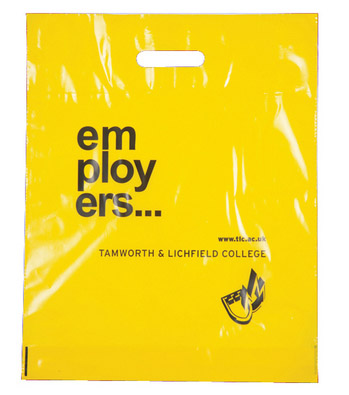 em
ploy
ers...
www.tlc.ac.uk
TAMWORTH & LICHFIELD COLLEGE